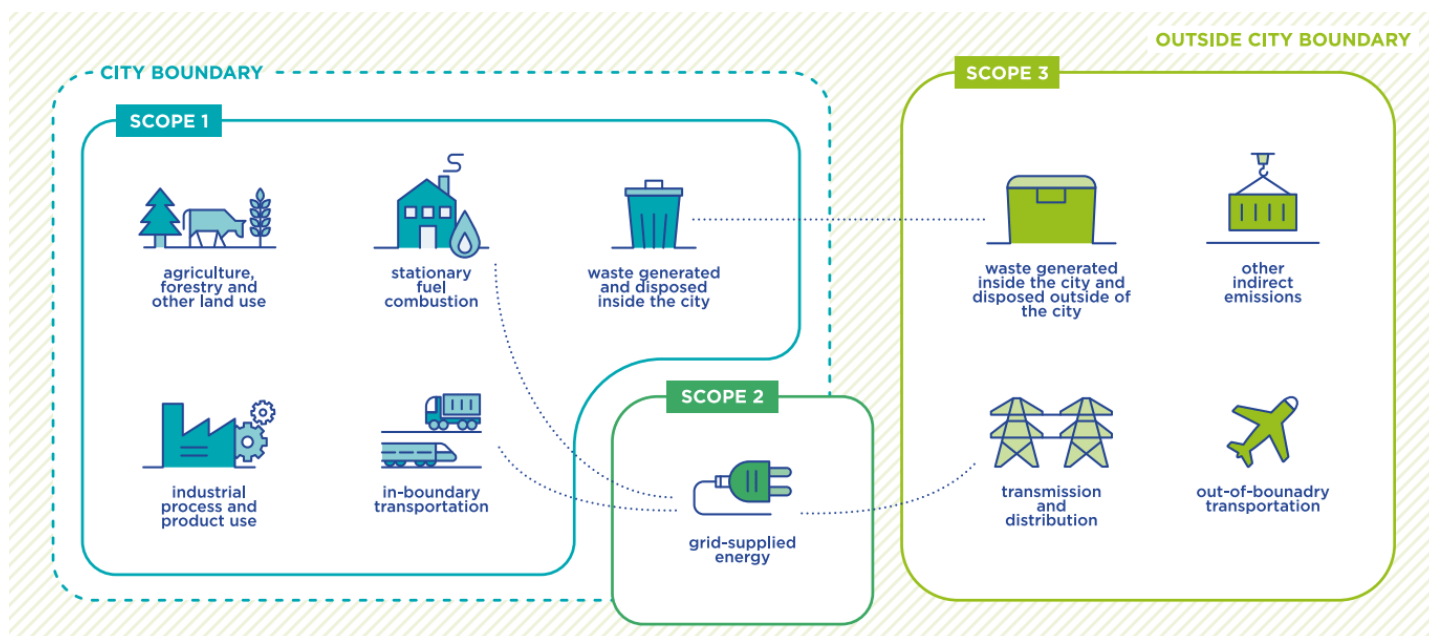 OUTSIDE CITY BOUNDARY
CITY BOUNDARY
SCOPE 1
agriculture,
forestry and
other land use
stationary
fuel
combustion
waste generated
and disposed
inside the city
industrial
process and
product use
in-boundary
transportation
SCOPE 2
grid-supplied
energy
SCOPE 3
waste generated
inside the city and
disposed outside of
the city
other
indirect
emissions
transmission
and
distribution
out-of-bounadry
transportation